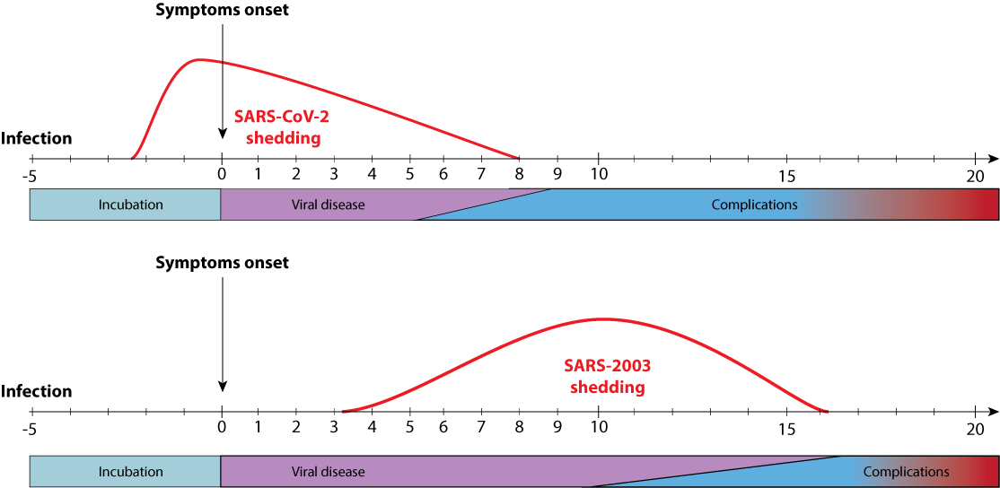 Symptoms onset
SARS-CoV-2
shedding
Infection
-5 0 1 2 3 4 5 6 7 8 9 10 15 20
Incubation Viral disease Complications
Symptoms onset
SARS-2003
shedding
Infection
-5 0 1 2 3 4 5 6 7 8 9 10 15 20
Incubation Viral disease Complications